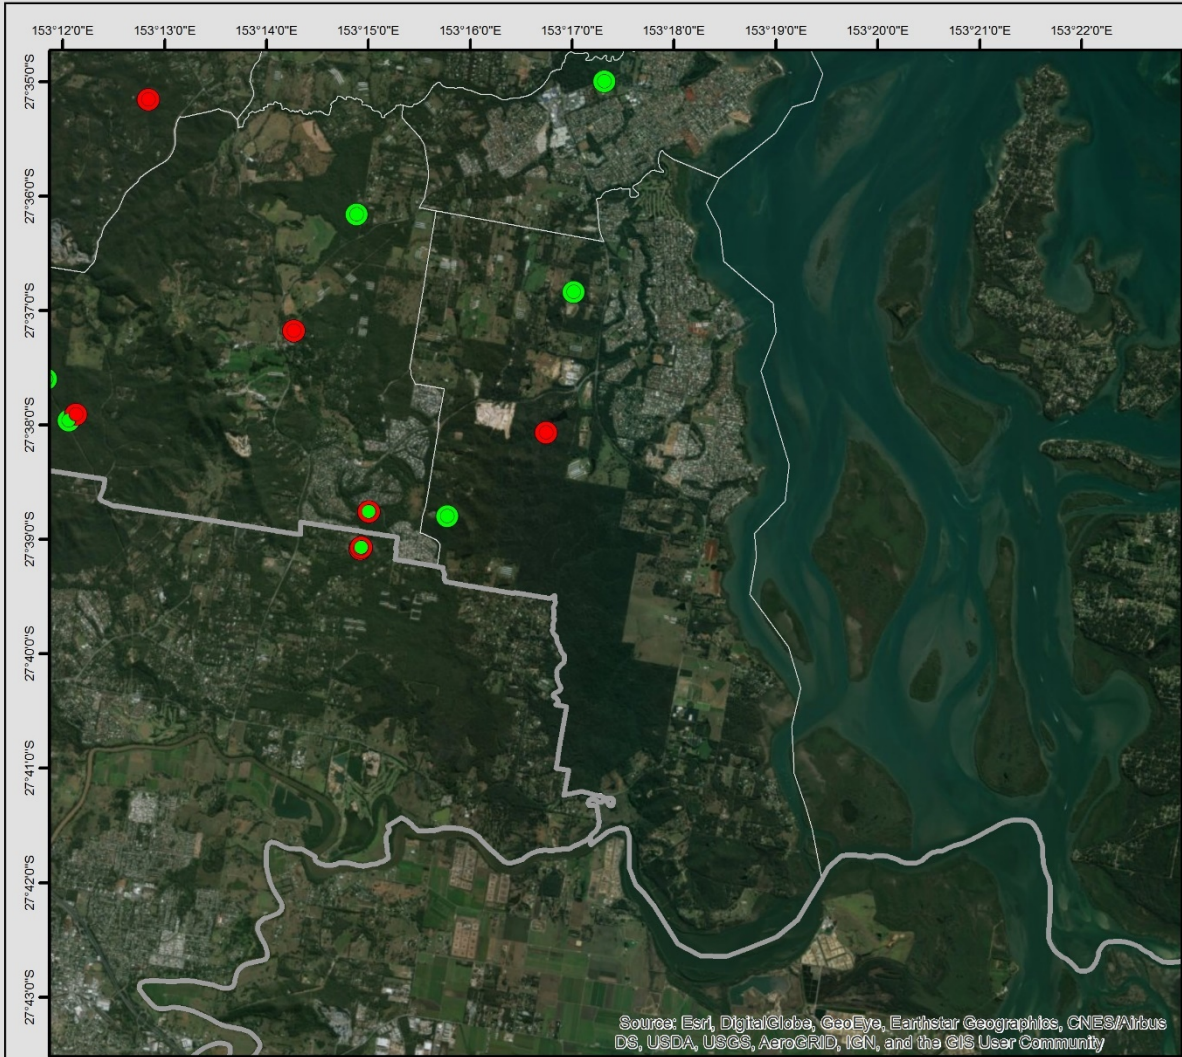 153°12'0"E 153°13'0"E 153°14'0"E 153°15'0"E 153°16'0"E 153°17'0"E 153°18'0"E 153°19'0"E 153°20'0"E 153°21'0"E 153°22'0"E
27°35'0"S
27°36'0"S
27°37'0"S
27°38'0"S
27°39'0"S
27°40'0"S
27°41'0"S
27°42'0"S
27°43'0"S
Source: Esri, DigitalGlobe, GeoEye, Earthstar Geographics, CNES/Airbus
DS, USDA, USGS, AeroGRID, IGN, and the GIS User Community